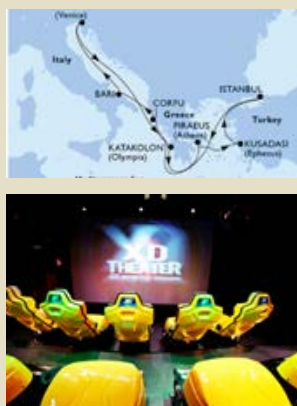 (Venice)
Italy
BARI
CORFU
Greece
ISTANBUL
PIRAEUS
(Athens)
Turkey
KATAKOLON
(Olympia)
KUSADASI
(Ephesus)
XD
THEATER